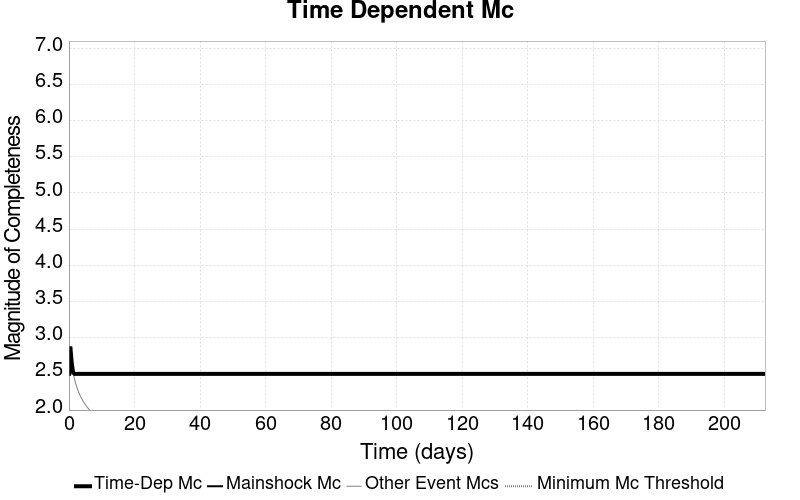 Time Dependent Mc
Magnitude of Completeness
7.0
6.5
6.0
5.5
5.0
4.5
4.0
3.5
3.0
2.5
2.0
0 20 40 60 80 100 120 140 160 180 200
Time (days)
Time-Dep Mc Mainshock Mc Other Event Mcs Minimum Mc Threshold